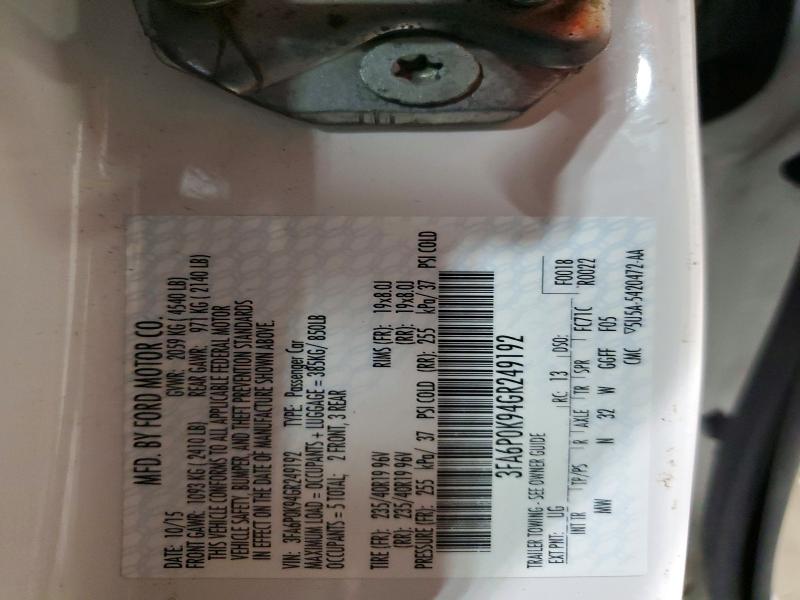 MFD. BY FORD MOTOR CO.
DATE: 10/15 GVWR: 2059 KG ( 4540 LB)
FRONT GAWR: 1093 KG ( 2410 LB) REAR GAWR: 971 KG ( 2140 LB)
THIS VEHICLE CONFORMS TO ALL APPLICABLE FEDERAL MOTOR
VEHICLE SAFETY, BUMPER, AND THEFT PREVENTION STANDARDS
IN EFFECT ON THE DATE OF MANUFACTURE SHOWN ABOVE.
VIN: 3FA6P0K94GR249192 TYPE: Passenger Car
MAXIMUM LOAD = OCCUPANTS + LUGGAGE = 385KG/ 850LB
OCCUPANTS = 5 TOTAL; 2 FRONT, 3 REAR
TIRE (FR): 235/40R19 96V RIMS (FR): 19x8.0J
(RR): 235/40R19 96V (RR): 19x8.0J
PRESSURE (FR): 255 kPa/ 37 PSI COLD (RR): 255 kPa/ 37 PSI COLD
3FA6P0K94GR249192
TRAILER TOWING - SEE OWNER GUIDE F0018
EXT PNT: UG RC: 13 DSO: R0022
INT TR TP/PS R AXLE TR SPR FC71C
MW N 32 W GGFF F05
CMC ▽5U5A-5420472-AA